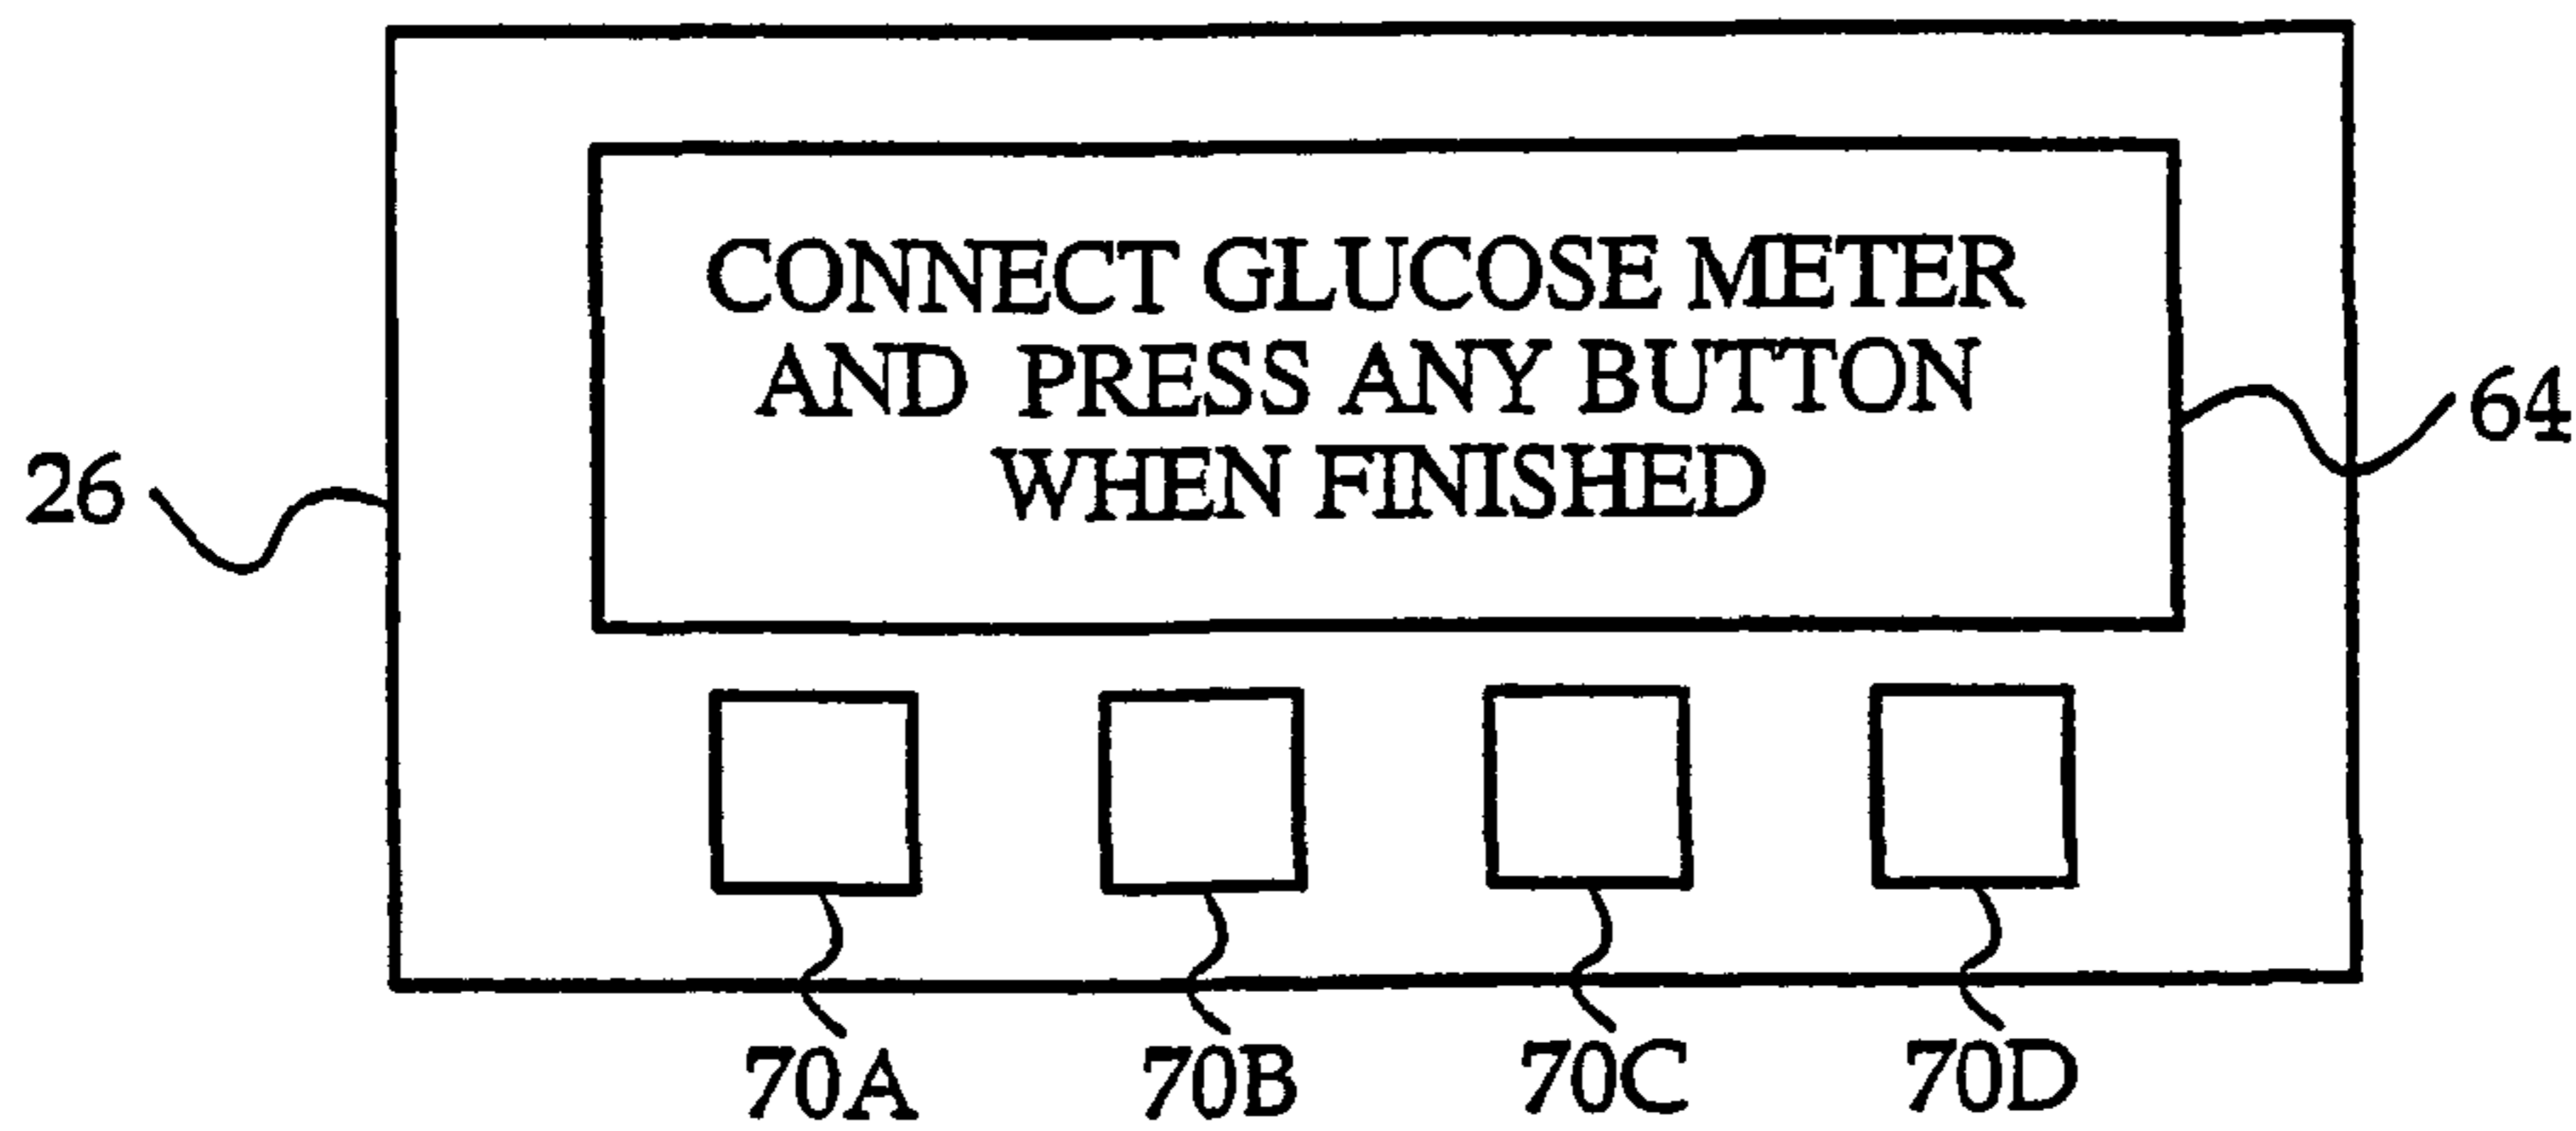 CONNECT GLUCOSE METER
AND PRESS ANY BUTTON
WHEN FINISHED
64
26
70A 70B 70C 70D